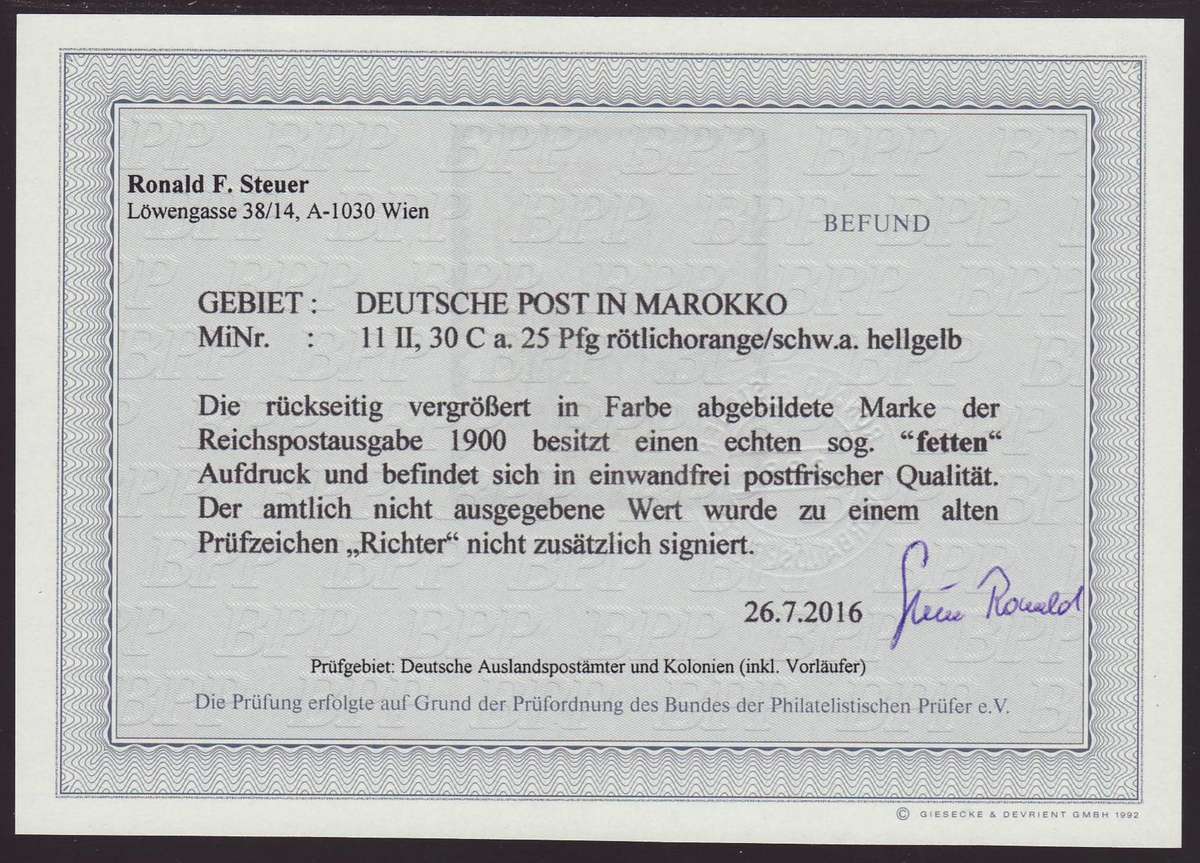 Ronald F. Steuer
Löwengasse 38/14, A-1030 Wien
BEFUND
GEBIET : DEUTSCHE POST IN MAROKKO
MiNr. : 11 II, 30 C a. 25 Pfg rötlichorange/schw.a. hellgelb
Die rückseitig vergrößert in Farbe abgebildete Marke der
Reichspostausgabe 1900 besitzt einen echten sog. “fetten“
Aufdruck und befindet sich in einwandfrei postfrischer Qualität.
Der amtlich nicht ausgegebene Wert wurde zu einem alten
Prüfzeichen „Richter“ nicht zusätzlich signiert.
26.7.2016 Steuer Ronald
Prüfgebiet: Deutsche Auslandspostämter und Kolonien (inkl. Vorläufer)
Die Prüfung erfolgte auf Grund der Prüfordnung des Bundes der Philatelistischen Prüfer e.V.
© GIESECKE & DEVRIENT GMBH 1992